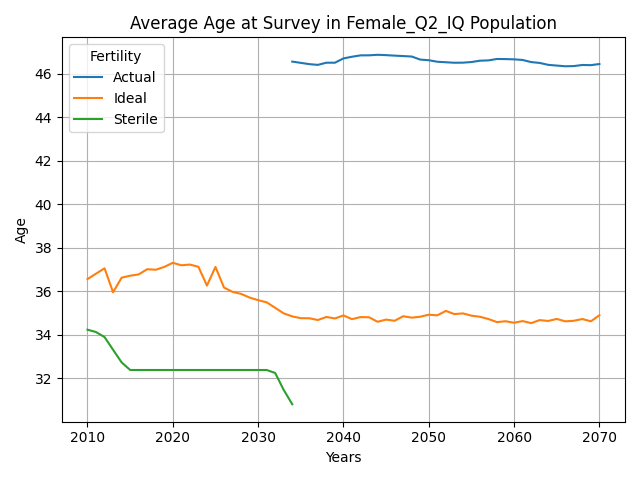 Average Age at Survey in Female_Q2_IQ Population
Fertility
Actual
Ideal
Sterile
46
44
42
40
38
36
34
32
Age
2010 2020 2030 2040 2050 2060 2070
Years